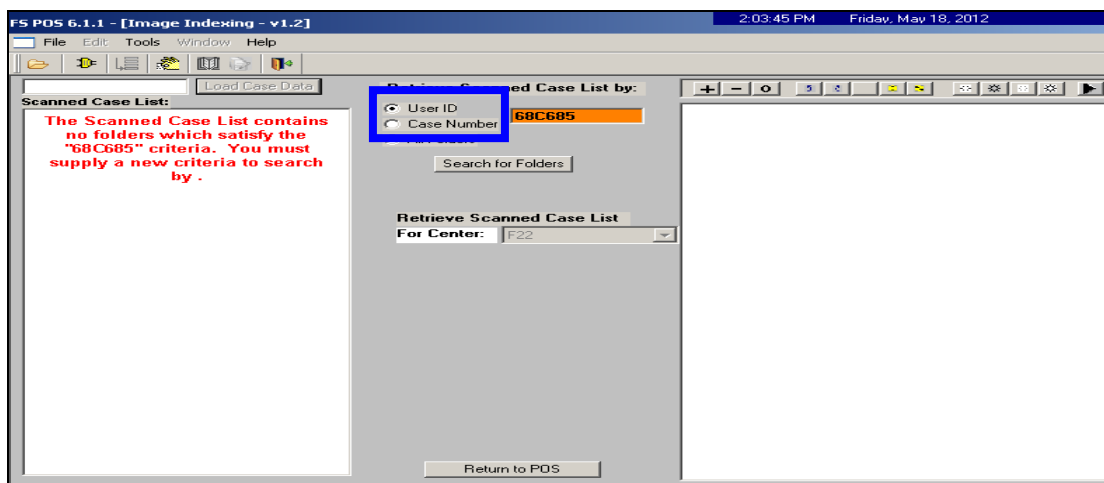 FS POS 6.1.1 - [Image Indexing - v1.2]
2:03:45 PM Friday, May 18, 2012
File Edit Tools Window Help
Load Case Data
Scanned Case List:
The Scanned Case List contains
no folders which satisfy the
"68C685" criteria. You must
supply a new criteria to search
by .
Case List by:
User ID
Case Number
68C685
Search for Folders
Retrieve Scanned Case List
For Center: F22
Return to POS